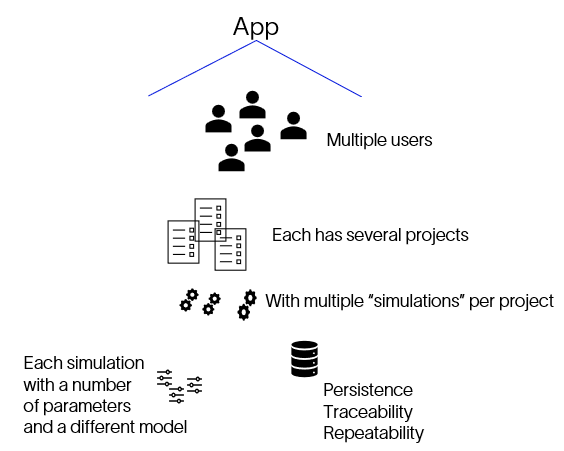 App
Multiple users
Each has several projects
With multiple "simulations" per project
Each simulation
with a number
of parameters
and a different model
Persistence
Traceability
Repeatability